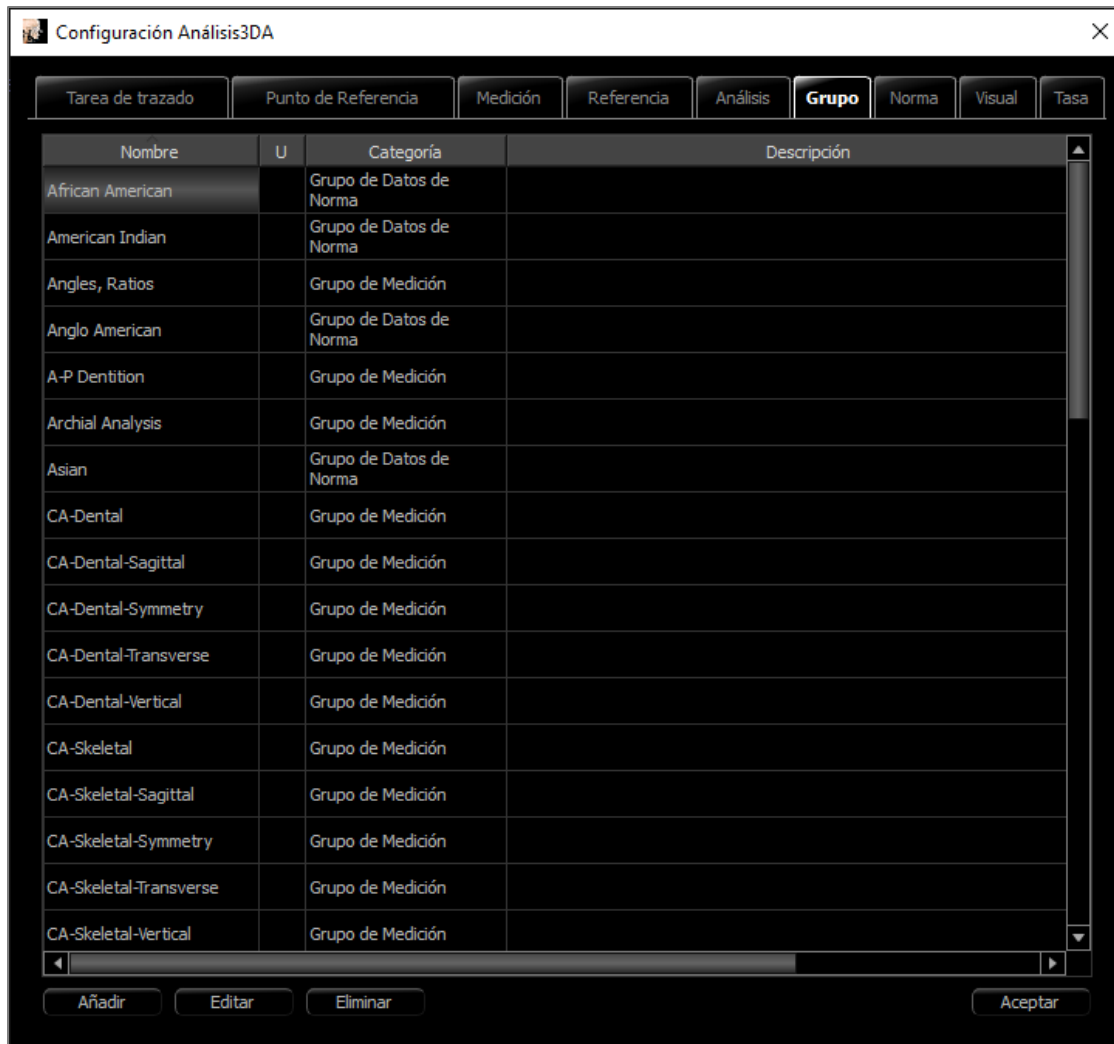 Configuración Análisis3DA
Tarea de trazado Punto de Referencia Medición Referencia Análisis Grupo Norma Visual Tasa
Nombre U Categoría Descripción
African American Grupo de Datos de
Norma
American Indian Grupo de Datos de
Norma
Angles, Ratios Grupo de Medición
Anglo American Grupo de Datos de
Norma
A-P Dentition Grupo de Medición
Archial Analysis Grupo de Medición
Asian Grupo de Datos de
Norma
CA-Dental Grupo de Medición
CA-Dental-Sagittal Grupo de Medición
CA-Dental-Symmetry Grupo de Medición
CA-Dental-Transverse Grupo de Medición
CA-Dental-Vertical Grupo de Medición
CA-Skeletal Grupo de Medición
CA-Skeletal-Sagittal Grupo de Medición
CA-Skeletal-Symmetry Grupo de Medición
CA-Skeletal-Transverse Grupo de Medición
CA-Skeletal-Vertical Grupo de Medición
Añadir Editar Eliminar Aceptar